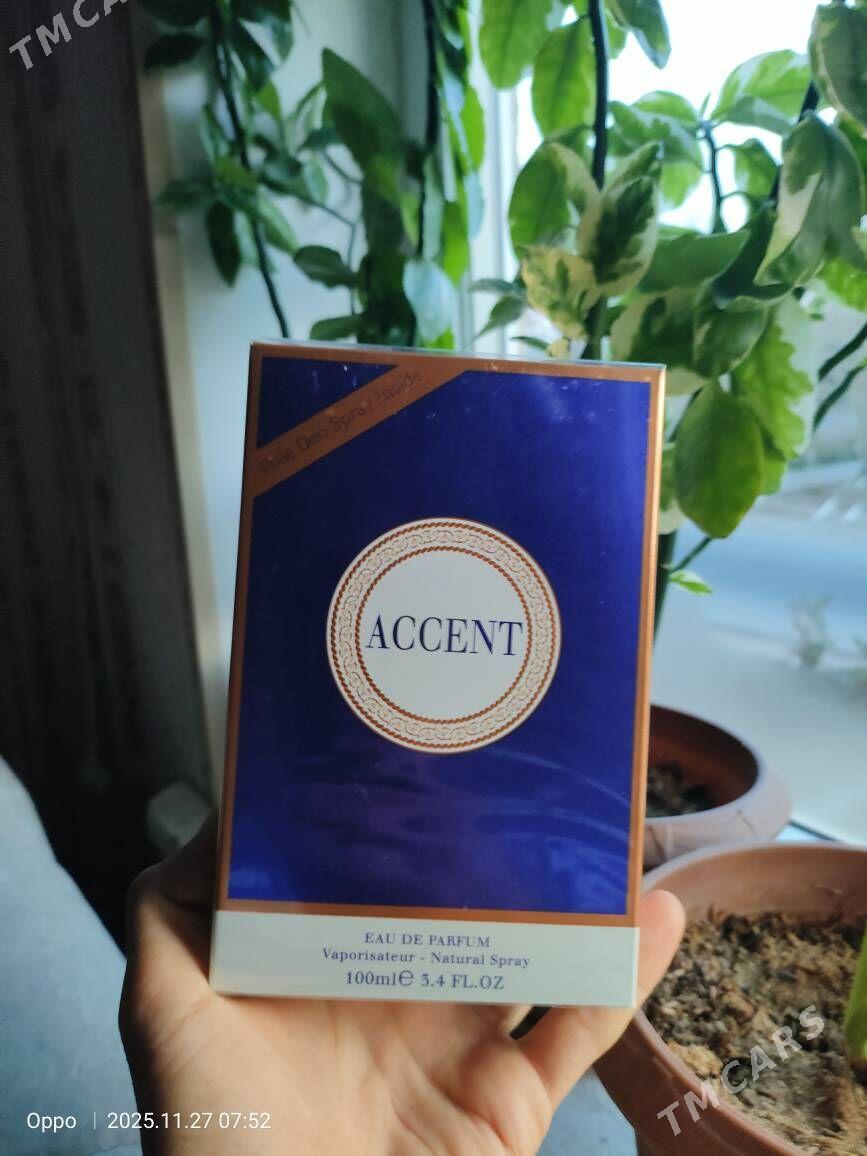 TMCA
Free Deo Spray Inside
ACCENT
EAU DE PARFUM
Vaporisateur - Natural Spray
100ml℮ 3.4 FL.OZ
TMCARS
Oppo | 2025.11.27 07:52